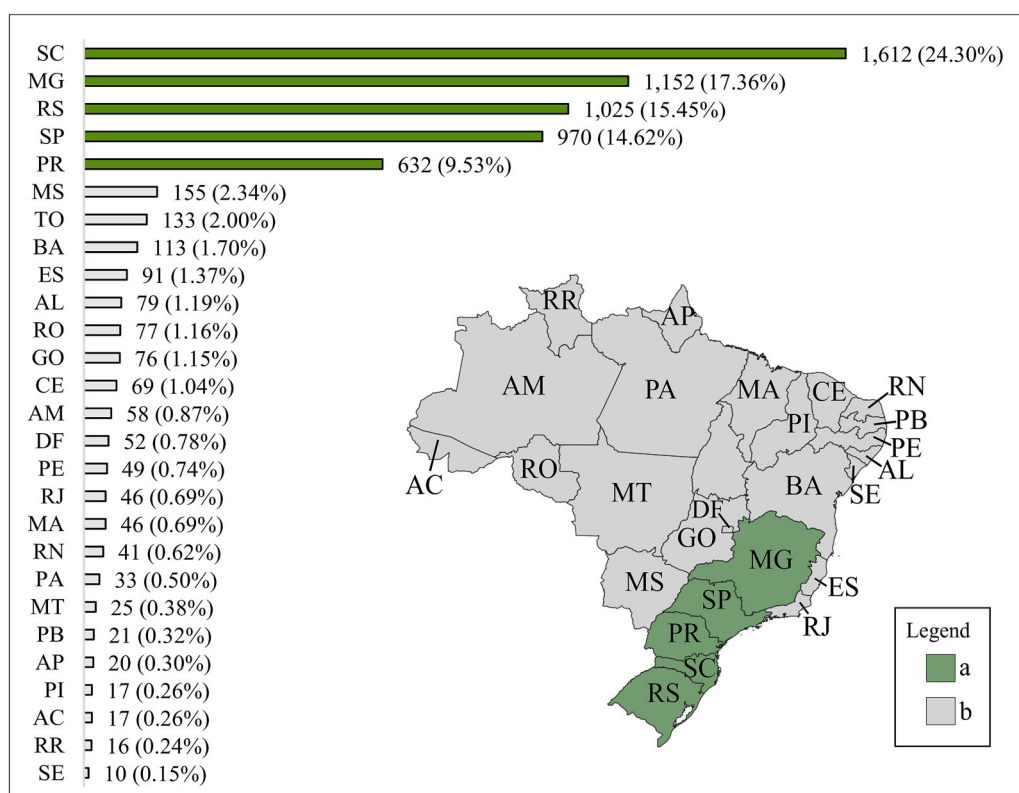 SC 1,612 (24.30%)
MG 1,152 (17.36%)
RS 1,025 (15.45%)
SP 970 (14.62%)
PR 632 (9.53%)
MS 155 (2.34%)
TO 133 (2.00%)
BA 113 (1.70%)
ES 91 (1.37%)
AL 79 (1.19%)
RO 77 (1.16%)
GO 76 (1.15%)
CE 69 (1.04%)
AM 58 (0.87%)
DF 52 (0.78%)
PE 49 (0.74%)
RJ 46 (0.69%)
MA 46 (0.69%)
RN 41 (0.62%)
PA 33 (0.50%)
MT 25 (0.38%)
PB 21 (0.32%)
AP 20 (0.30%)
PI 17 (0.26%)
AC 17 (0.26%)
RR 16 (0.24%)
SE 10 (0.15%)
RR
AP
AM
PA
MA
CE
RN
PI
PB
PE
AL
SE
AC
RO
MT
BA
DF
GO
MG
MS
ES
SP
RJ
PR
SC
RS
Legend
a
b